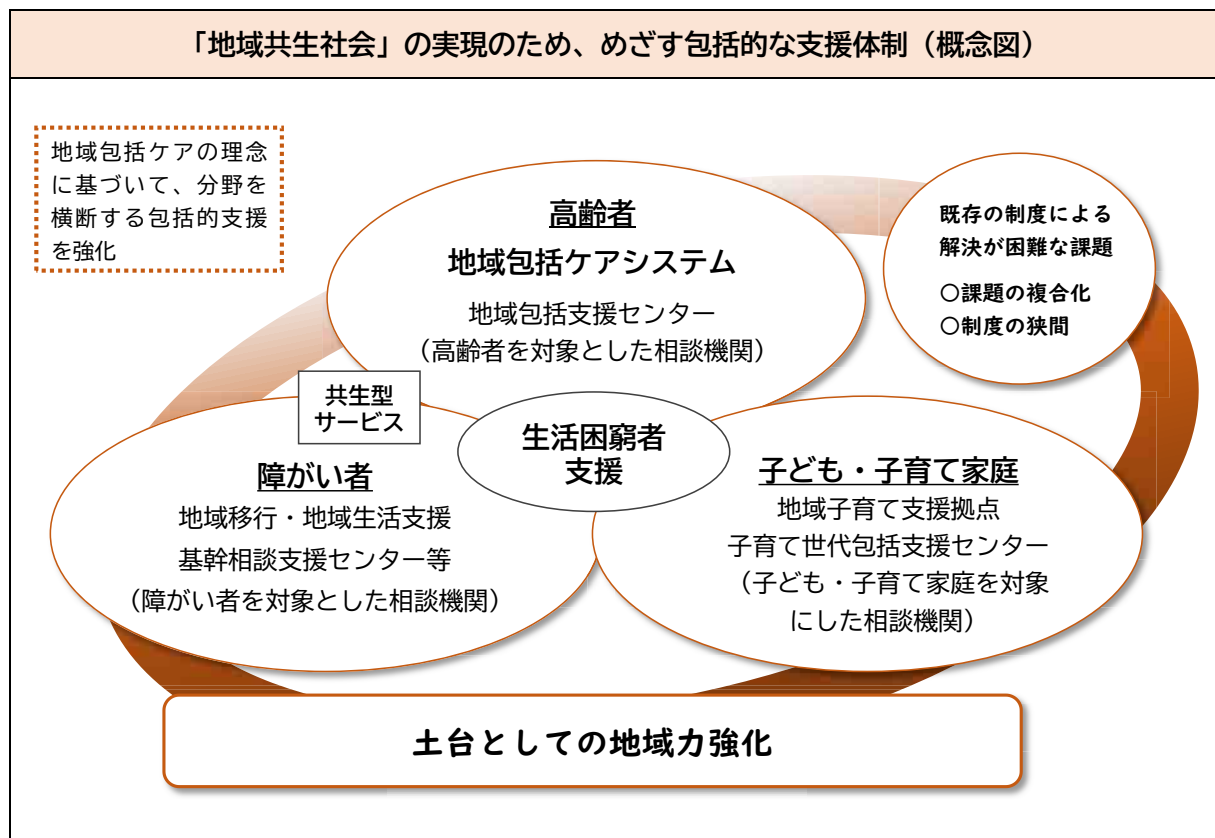 「地域共生社会」の実現のため、めざす包括的な支援体制（概念図）
地域包括ケアの理念
に基づいて、分野を
横断する包括的支援
を強化
高齢者
地域包括ケアシステム
地域包括支援センター
（高齢者を対象とした相談機関）
既存の制度による
解決が困難な課題
〇課題の複合化
〇制度の狭間
共生型
サービス
生活困窮者
支援
障がい者
地域移行・地域生活支援
基幹相談支援センター等
（障がい者を対象とした相談機関）
子ども・子育て家庭
地域子育て支援拠点
子育て世代包括支援センター
（子ども・子育て家庭を対象
にした相談機関）
土台としての地域力強化